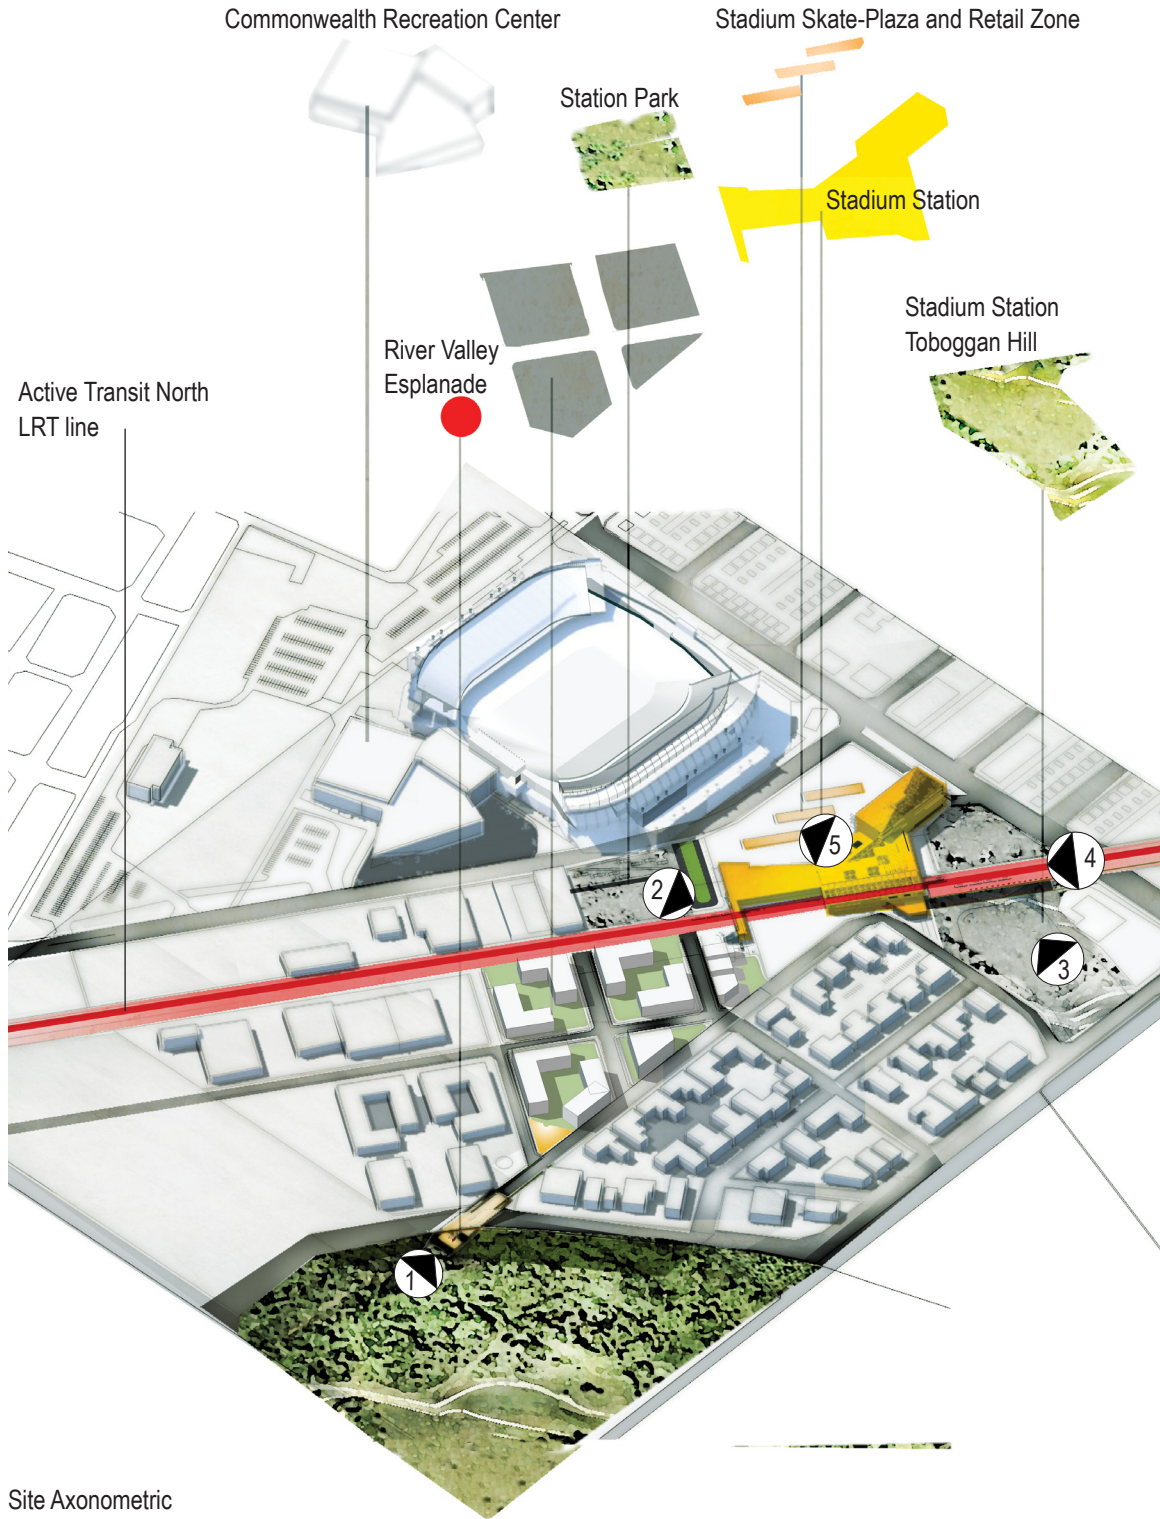 Commonwealth Recreation Center
Stadium Skate-Plaza and Retail Zone
Station Park
Stadium Station
Stadium Station
Toboggan Hill
River Valley
Esplanade
Active Transit North
LRT line
5
4
2
3
1
Site Axonometric